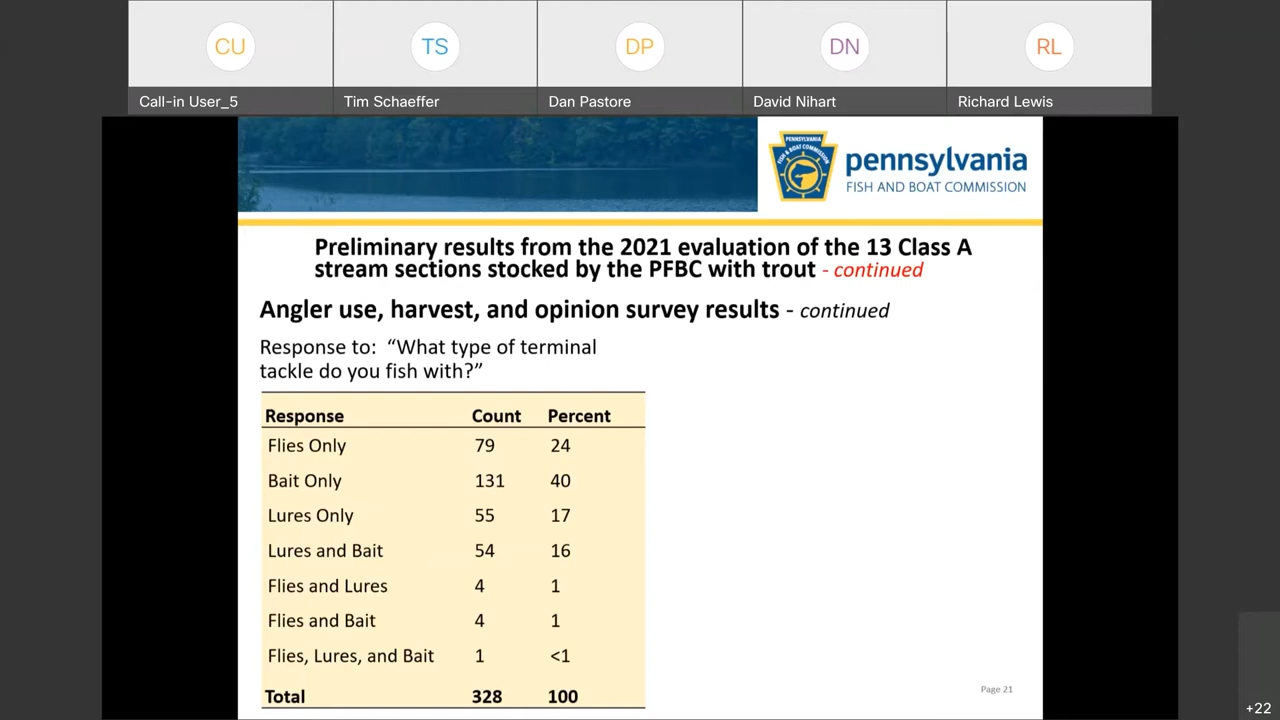 CU
TS
DP
DN
RL
Call-in User_5
Tim Schaeffer
Dan Pastore
David Nihart
Richard Lewis
PENNSYLVANIA
FISH & BOAT COMMISSION
pennsylvania
FISH AND BOAT COMMISSION
Preliminary results from the 2021 evaluation of the 13 Class A
stream sections stocked by the PFBC with trout - continued
Angler use, harvest, and opinion survey results - continued
Response to: “What type of terminal
tackle do you fish with?”
Response Count Percent
Flies Only 79 24
Bait Only 131 40
Lures Only 55 17
Lures and Bait 54 16
Flies and Lures 4 1
Flies and Bait 4 1
Flies, Lures, and Bait 1 <1
Total 328 100
Page 21
+22